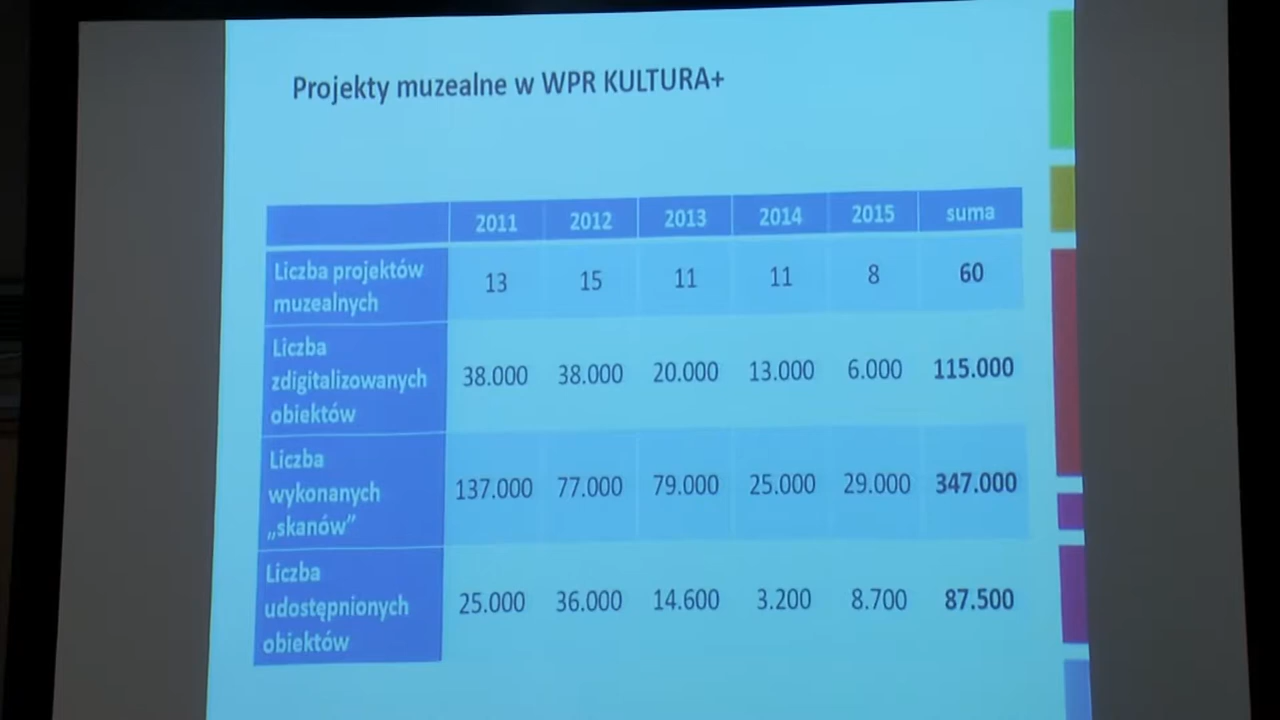 Projekty muzealne w WPR KULTURA+
2011 2012 2013 2014 2015 suma
Liczba projektów
muzealnych
13 15 11 11 8 60
Liczba
zdigitalizowanych
obiektów
38.000 38.000 20.000 13.000 6.000 115.000
Liczba
wykonanych
„skanów”
137.000 77.000 79.000 25.000 29.000 347.000
Liczba
udostępnionych
obiektów
25.000 36.000 14.600 3.200 8.700 87.500